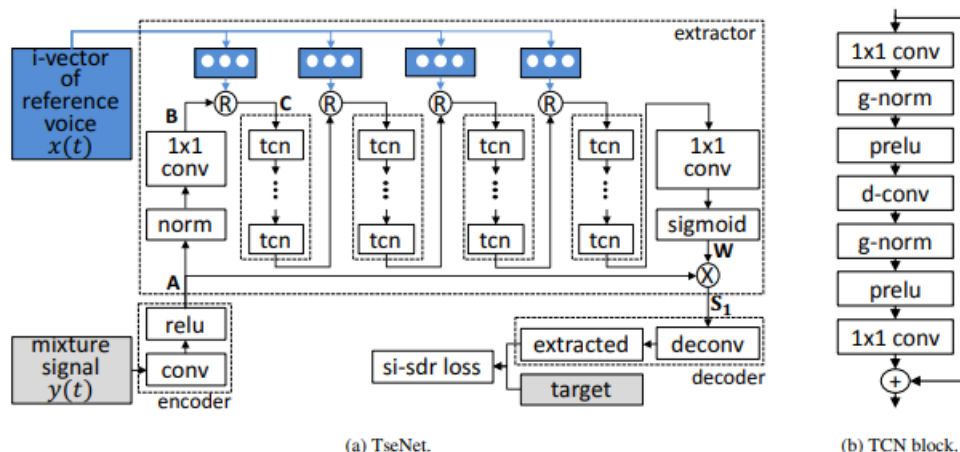 i-vector
of
reference
voice
x(t)
extractor
R
R
R
R
B
C
1x1
conv
norm
tcn
tcn
tcn
tcn
tcn
tcn
tcn
tcn
1x1
conv
sigmoid
W
A
X
S1
relu
conv
encoder
mixture
signal
y(t)
extracted
deconv
decoder
si-sdr loss
target
(a) TseNet.
1x1 conv
g-norm
prelu
d-conv
g-norm
prelu
1x1 conv
+
(b) TCN block.